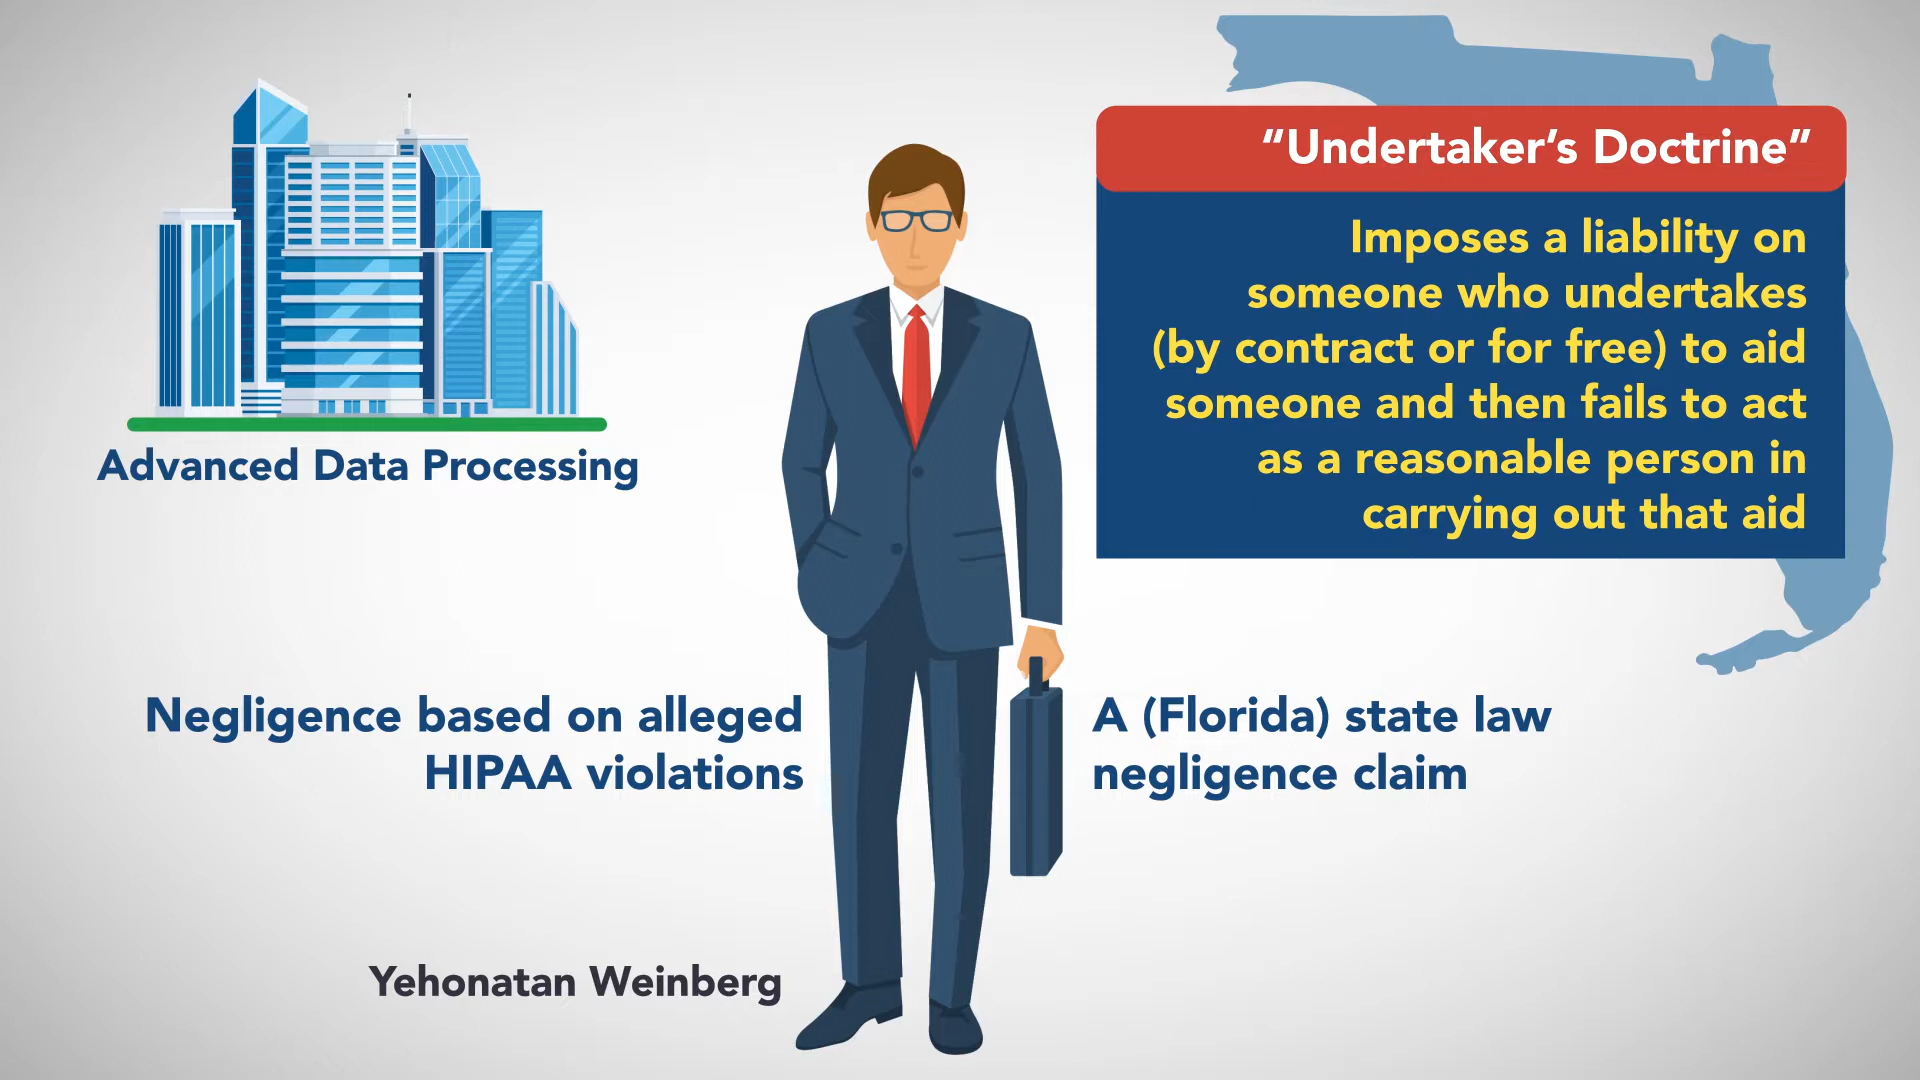 Advanced Data Processing
“Undertaker’s Doctrine”
Imposes a liability on
someone who undertakes
(by contract or for free) to aid
someone and then fails to act
as a reasonable person in
carrying out that aid
Negligence based on alleged
HIPAA violations
A (Florida) state law
negligence claim
Yehonatan Weinberg